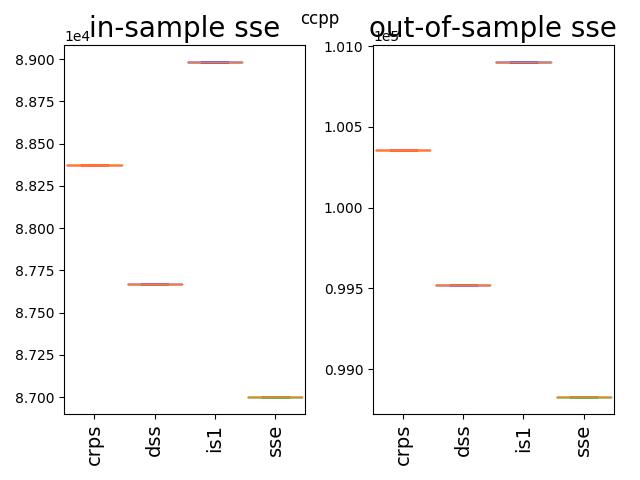 ccpp
in-sample sse
1e4
8.900
8.875
8.850
8.825
8.800
8.775
8.750
8.725
8.700
crps
dss
is1
sse
out-of-sample sse
1e5
1.010
1.005
1.000
0.995
0.990
crps
dss
is1
sse